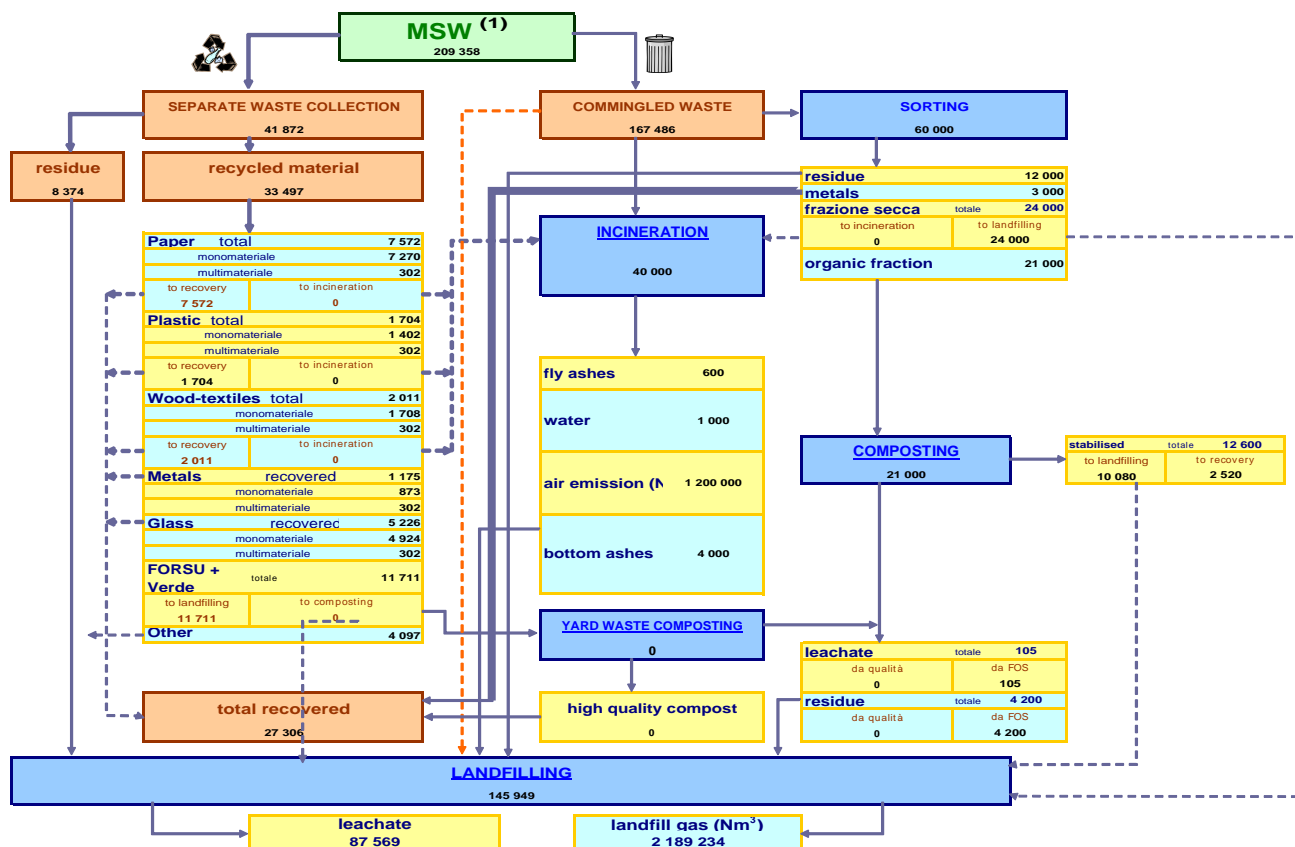 MSW (1)
209 358
SEPARATE WASTE COLLECTION
41 872
COMMINGLED WASTE
167 486
SORTING
60 000
residue
8 374
recycled material
33 497
residue 12 000
metals 3 000
frazione secca totale 24 000
to incineration to landfilling
0 24 000
organic fraction 21 000
INCINERATION
40 000
Paper total 7 572
monomateriale 7 270
multimateriale 302
to recovery to incineration
7 572 0
Plastic total 1 704
monomateriale 1 402
multimateriale 302
to recovery to incineration
1 704 0
Wood-textiles total 2 011
monomateriale 1 708
multimateriale 302
to recovery to incineration
2 011 0
Metals recovered 1 175
monomateriale 873
multimateriale 302
Glass recovered 5 226
monomateriale 4 924
multimateriale 302
FORSU +
Verde totale 11 711
to landfilling to composting
11 711 0
Other 4 097
fly ashes 600
water 1 000
air emission (N 1 200 000
bottom ashes 4 000
COMPOSTING
21 000
stabilised totale 12 600
to landfilling to recovery
10 080 2 520
YARD WASTE COMPOSTING
0
leachate totale 105
da qualità da FOS
0 105
residue totale 4 200
da qualità da FOS
0 4 200
total recovered
27 306
high quality compost
0
LANDFILLING
145 949
leachate
87 569
landfill gas (Nm3)
2 189 234